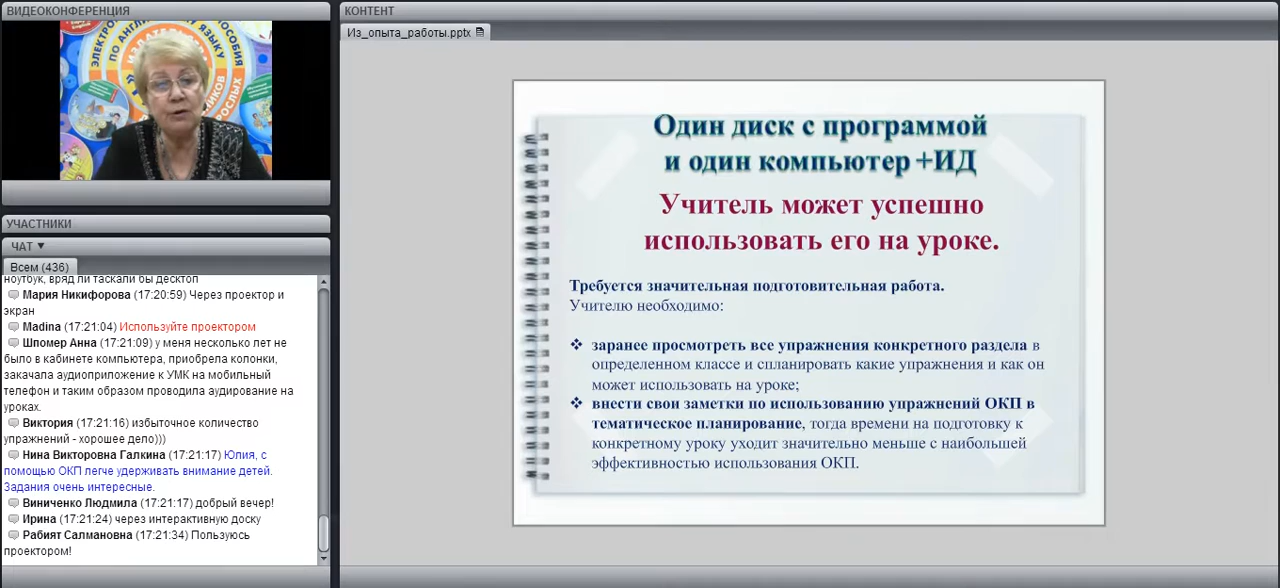 ВИДЕОКОНФЕРЕНЦИЯ
ЭЛЕКТРОН
ПО АНГЛ
ЯЗЫКУ
ПОСОБИЯ
ИЗДАТЕЛЬ
УЧАСТНИКИ
ЧАТ ▼
Всем (436)
ноутбук, вряд ли таскали бы десктоп
Мария Никифорова (17:20:59) Через проектор и
экран
Madina (17:21:04) Используйте проектором
Шпомер Анна (17:21:09) у меня несколько лет не
было в кабинете компьютера, приобрела колонки,
закачала аудиоприложение к УМК на мобильный
телефон и таким образом проводила аудирование на
уроках.
Виктория (17:21:16) избыточное количество
упражнений - хорошее дело)))
Нина Викторовна Галкина (17:21:17) Юлия, с
помощью ОКП легче удерживать внимание детей.
Задания очень интересные.
Виниченко Людмила (17:21:17) добрый вечер!
Ирина (17:21:24) через интерактивную доску
Рабият Салмановна (17:21:34) Пользуюсь
проектором!
КОНТЕНТ
Из_опыта_работы.pptx
Один диск с программой
и один компьютер +ИД
Учитель может успешно
использовать его на уроке.
Требуется значительная подготовительная работа.
Учителю необходимо:
❖ заранее просмотреть все упражнения конкретного раздела в
определенном классе и спланировать какие упражнения и как он
может использовать на уроке;
❖ внести свои заметки по использованию упражнений ОКП в
тематическое планирование, тогда времени на подготовку к
конкретному уроку уходит значительно меньше с наибольшей
эффективностью использования ОКП.